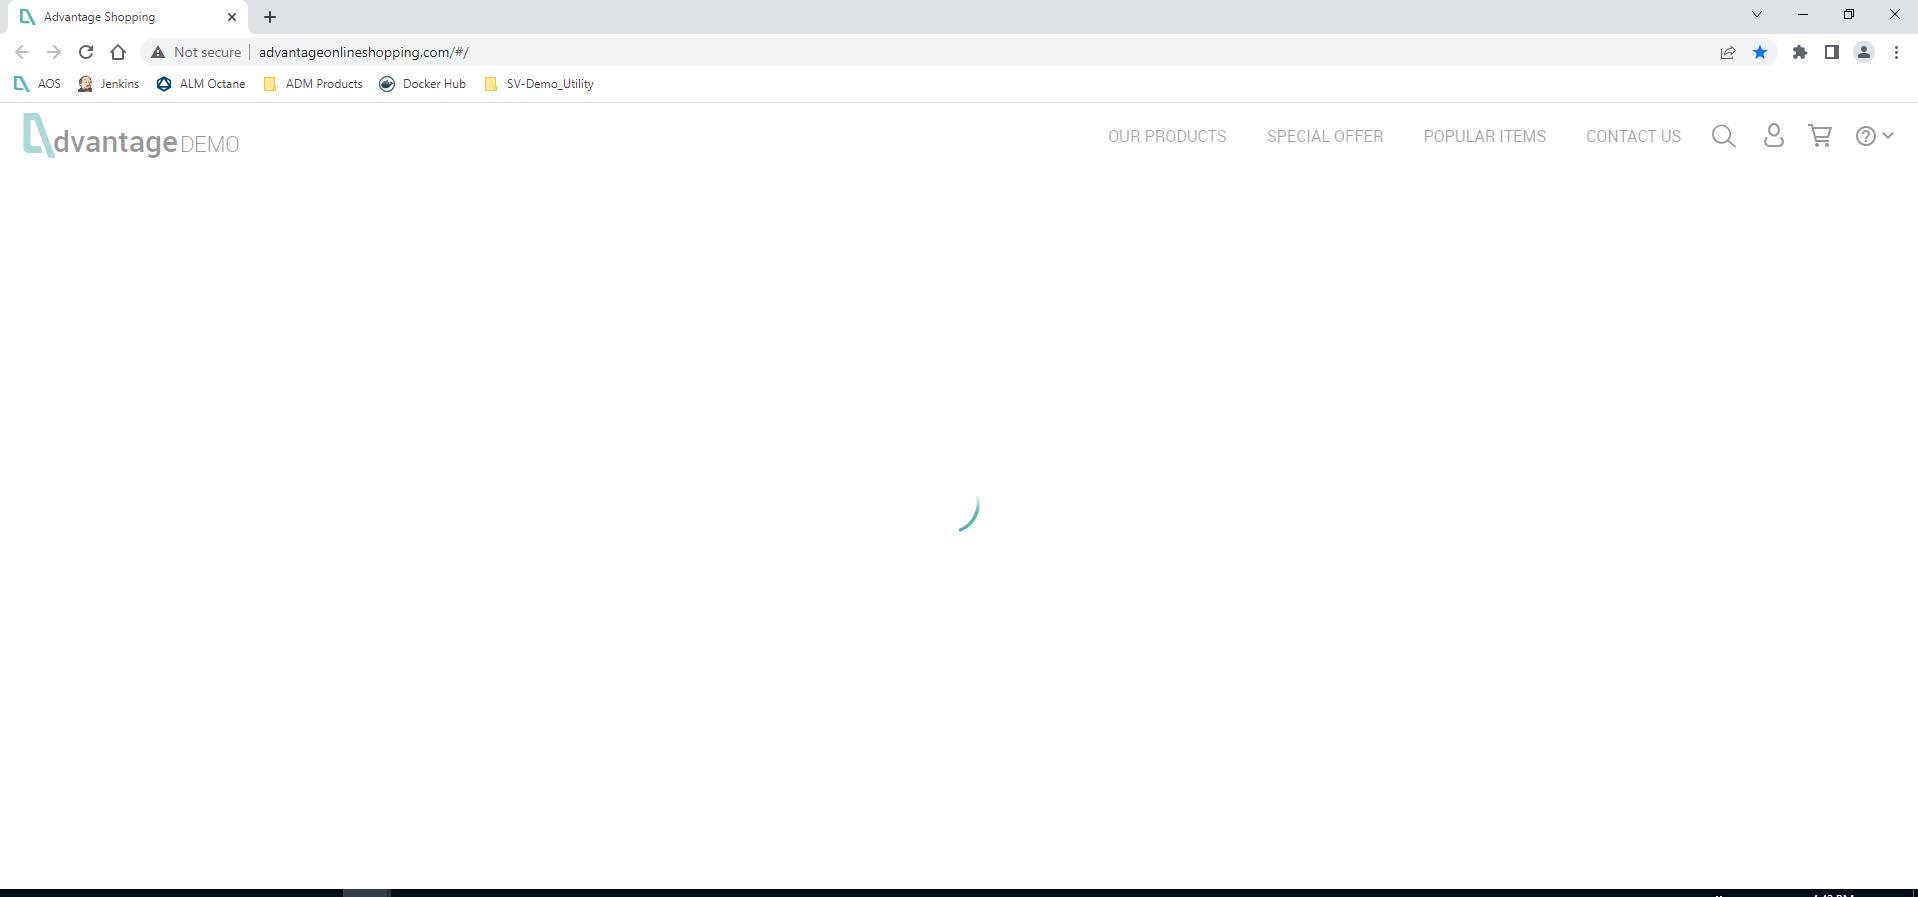 Advantage Shopping
Not secure advantageonlineshopping.com/#/
AOS Jenkins ALM Octane ADM Products Docker Hub SV-Demo_Utility
dvantage DEMO OUR PRODUCTS SPECIAL OFFER POPULAR ITEMS CONTACT US